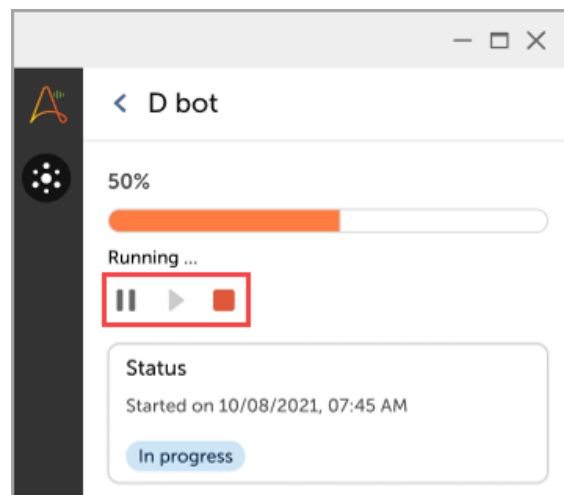 D bot
50%
Running ...
Status
Started on 10/08/2021, 07:45 AM
In progress